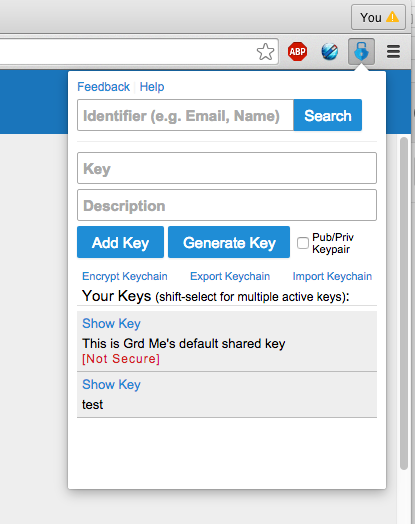 You
ABP
Feedback Help
Identifier (e.g. Email, Name) Search
Key
Description
Add Key Generate Key Pub/Priv
Keypair
Encrypt Keychain Export Keychain Import Keychain
Your Keys (shift-select for multiple active keys):
Show Key
This is Grd Me's default shared key
[Not Secure]
Show Key
test